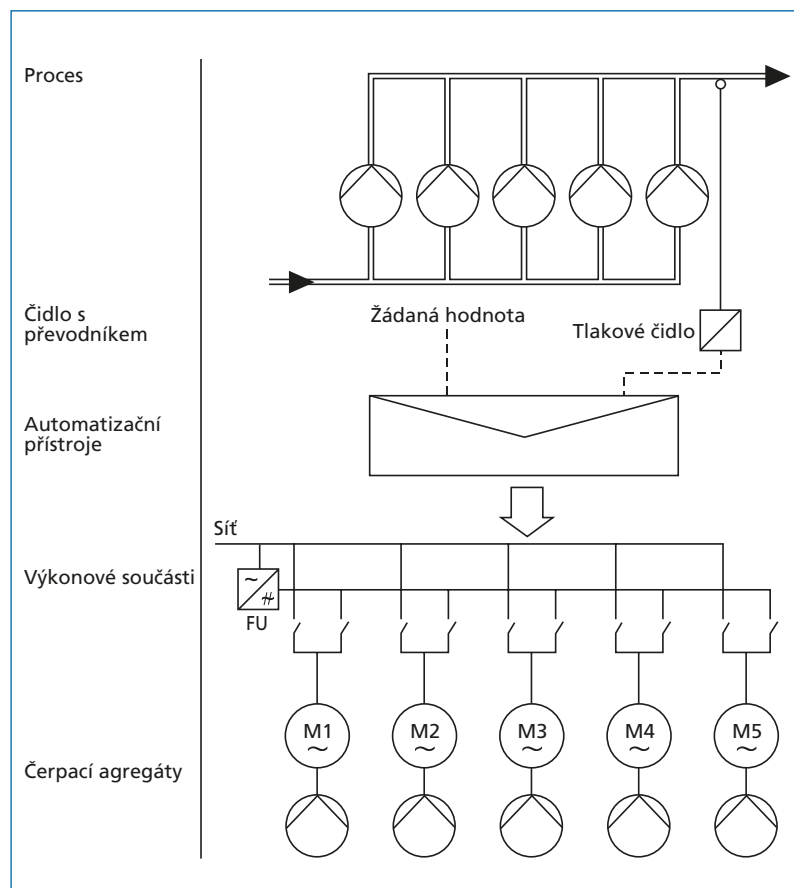 Proces
Čidlo s
převodníkem
Žádaná hodnota
Tlakové čidlo
Automatizační
přístroje
Síť
Výkonové součásti
~
#
FU
M1
~
M2
~
M3
~
M4
~
M5
~
Čerpací agregáty